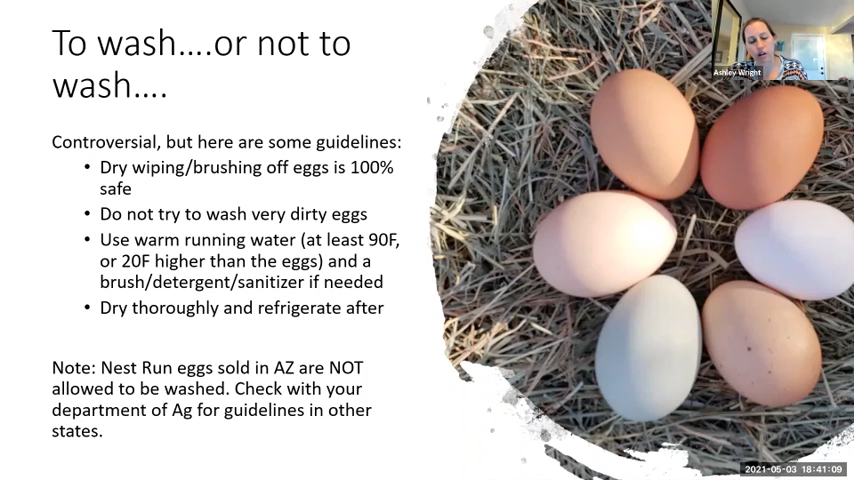 To wash....or not to
wash....
Controversial, but here are some guidelines:
• Dry wiping/brushing off eggs is 100%
safe
• Do not try to wash very dirty eggs
• Use warm running water (at least 90F,
or 20F higher than the eggs) and a
brush/detergent/sanitizer if needed
• Dry thoroughly and refrigerate after
Note: Nest Run eggs sold in AZ are NOT
allowed to be washed. Check with your
department of Ag for guidelines in other
states.
Ashley Wright
2021-05-03 18:41:09